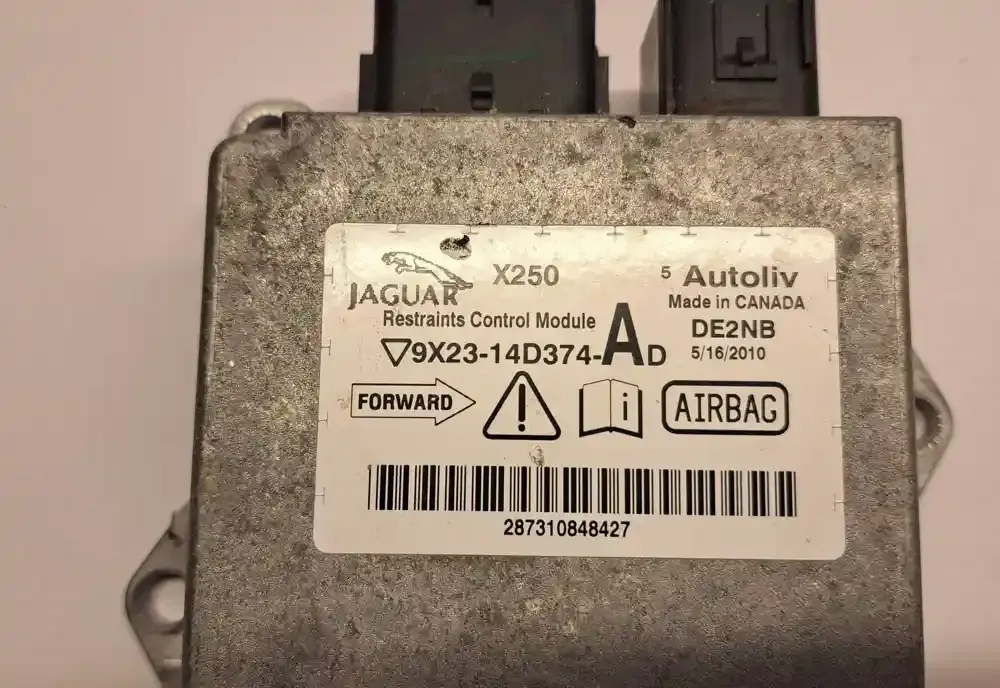 JAGUAR X250
Restraints Control Module
9X23-14D374-AD
5 Autoliv
Made in CANADA
DE2NB
5/16/2010
FORWARD
! i AIRBAG
287310848427